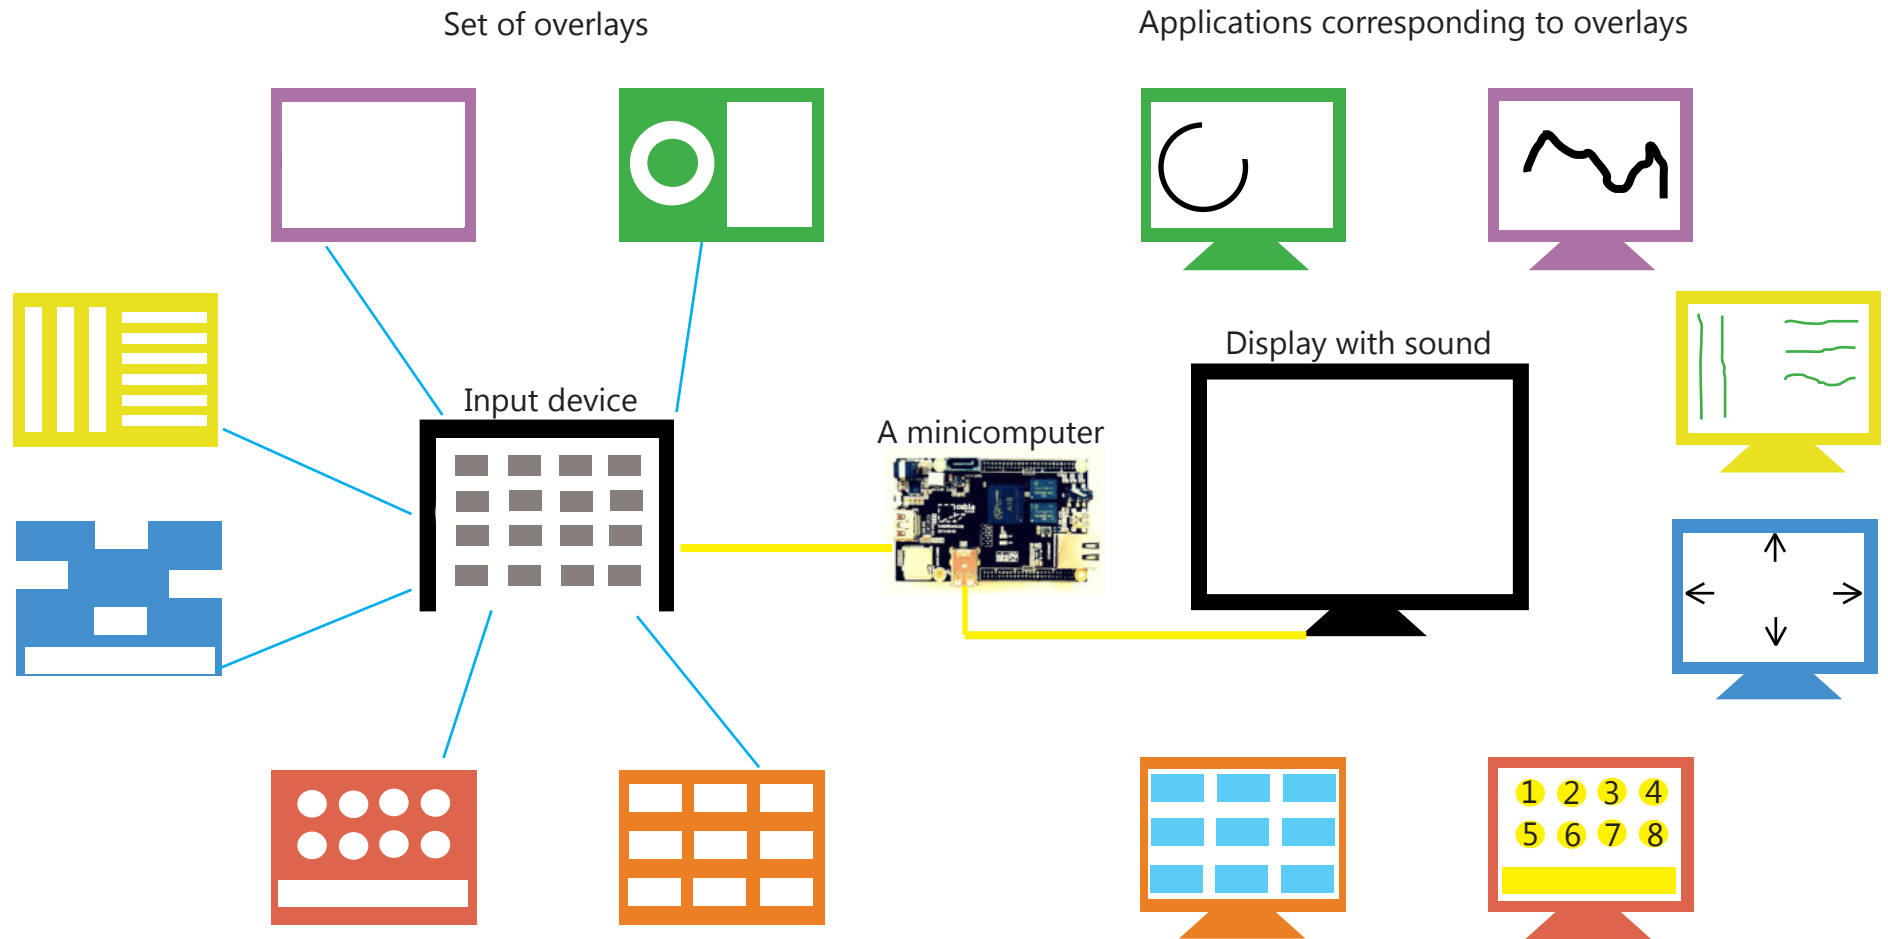 Set of overlays
Applications corresponding to overlays
Display with sound
Input device
A minicomputer
1 2 3 4
5 6 7 8